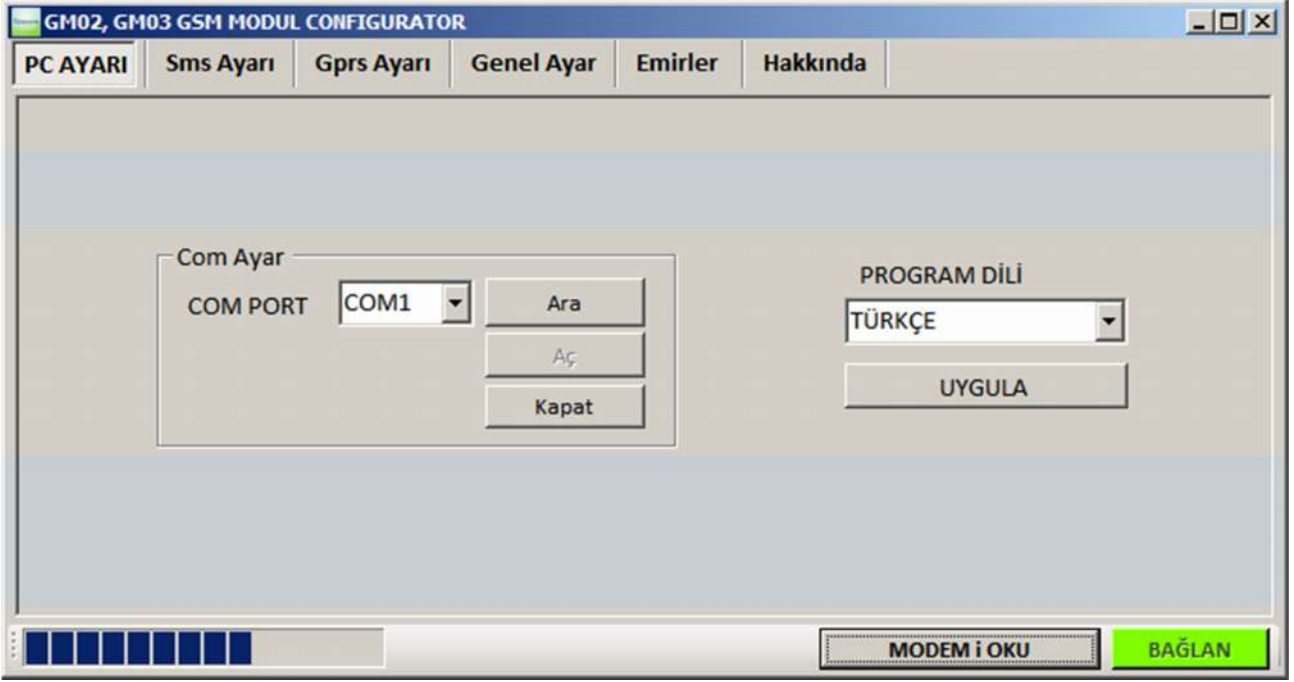 GM02, GM03 GSM MODUL CONFIGURATOR
PC AYARI Sms Ayarı Gprs Ayarı Genel Ayar Emirler Hakkında
Com Ayar
COM PORT COM1 Ara
Aç
Kapat
PROGRAM DİLİ
TÜRKÇE
UYGULA
MODEM i OKU BAĞLAN